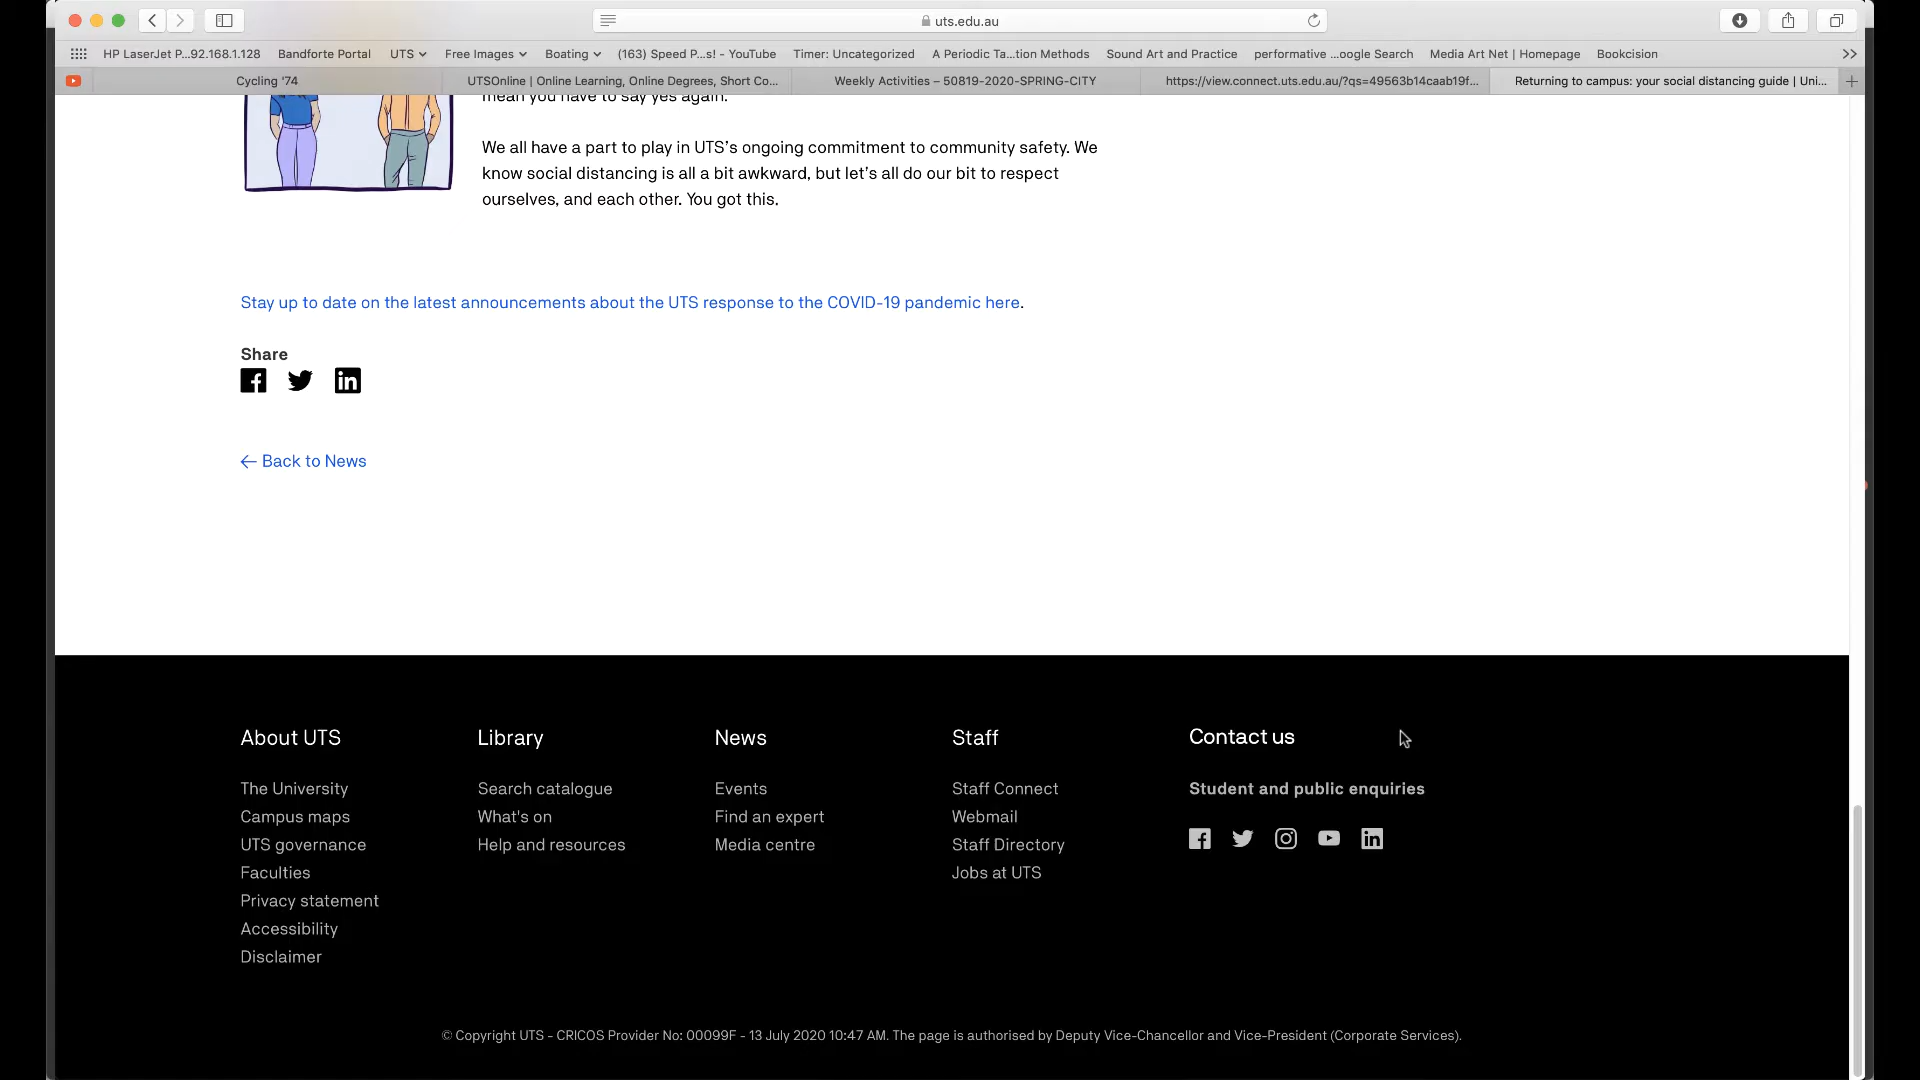 uts.edu.au
HP LaserJet P...92.168.1.128 Bandforte Portal UTS Free Images Boating (163) Speed P...s! - YouTube Timer: Uncategorized A Periodic Ta...tion Methods Sound Art and Practice performative ...oogle Search Media Art Net | Homepage Bookcision
Cycling '74 UTSOnline | Online Learning, Online Degrees, Short Co... Weekly Activities – 50819-2020-SPRING-CITY https://view.connect.uts.edu.au/?qs=49563b14caab19f... Returning to campus: your social distancing guide | Uni...
mean you have to say yes again.
We all have a part to play in UTS's ongoing commitment to community safety. We
know social distancing is all a bit awkward, but let's all do our bit to respect
ourselves, and each other. You got this.
Stay up to date on the latest announcements about the UTS response to the COVID-19 pandemic here.
Share
← Back to News
About UTS
The University
Campus maps
UTS governance
Faculties
Privacy statement
Accessibility
Disclaimer
Library
Search catalogue
What's on
Help and resources
News
Events
Find an expert
Media centre
Staff
Staff Connect
Webmail
Staff Directory
Jobs at UTS
Contact us
Student and public enquiries
© Copyright UTS - CRICOS Provider No: 00099F - 13 July 2020 10:47 AM. The page is authorised by Deputy Vice-Chancellor and Vice-President (Corporate Services).